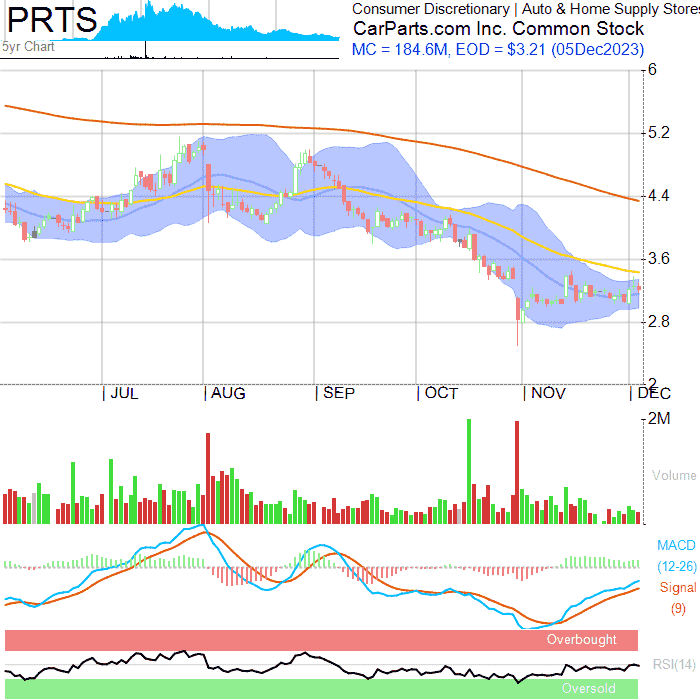 PRTS
5yr Chart
Consumer Discretionary | Auto & Home Supply Stores
CarParts.com Inc. Common Stock
MC = 184.6M, EOD = $3.21 (05Dec2023)
6
5.2
4.4
3.6
2.8
2
JUL AUG SEP OCT NOV DEC
2M
Volume
MACD
(12-26)
Signal
(9)
Overbought
RSI(14)
Oversold